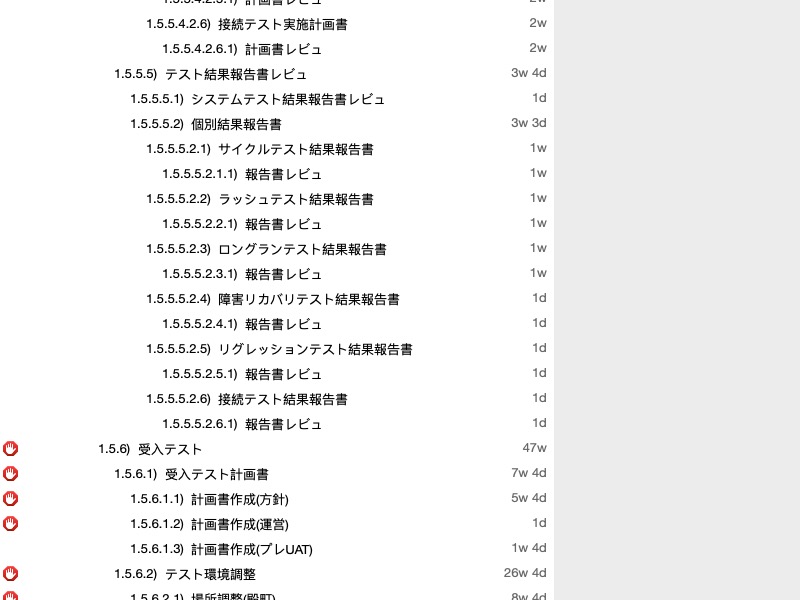 1.5.5.4.2.5.1) 計画書レビュ 2w
1.5.5.4.2.6) 接続テスト実施計画書 2w
1.5.5.4.2.6.1) 計画書レビュ 2w
1.5.5.5) テスト結果報告書レビュ 3w 4d
1.5.5.5.1) システムテスト結果報告書レビュ 1d
1.5.5.5.2) 個別結果報告書 3w 3d
1.5.5.5.2.1) サイクルテスト結果報告書 1w
1.5.5.5.2.1.1) 報告書レビュ 1w
1.5.5.5.2.2) ラッシュテスト結果報告書 1w
1.5.5.5.2.2.1) 報告書レビュ 1w
1.5.5.5.2.3) ロングランテスト結果報告書 1w
1.5.5.5.2.3.1) 報告書レビュ 1w
1.5.5.5.2.4) 障害リカバリテスト結果報告書 1d
1.5.5.5.2.4.1) 報告書レビュ 1d
1.5.5.5.2.5) リグレッションテスト結果報告書 1d
1.5.5.5.2.5.1) 報告書レビュ 1d
1.5.5.5.2.6) 接続テスト結果報告書 1d
1.5.5.5.2.6.1) 報告書レビュ 1d
1.5.6) 受入テスト 47w
1.5.6.1) 受入テスト計画書 7w 4d
1.5.6.1.1) 計画書作成(方針) 5w 4d
1.5.6.1.2) 計画書作成(運営) 1d
1.5.6.1.3) 計画書作成(プレUAT) 1w 4d
1.5.6.2) テスト環境調整 26w 4d
1.5.6.2.1) 場所調整(殿町) 8w 4d